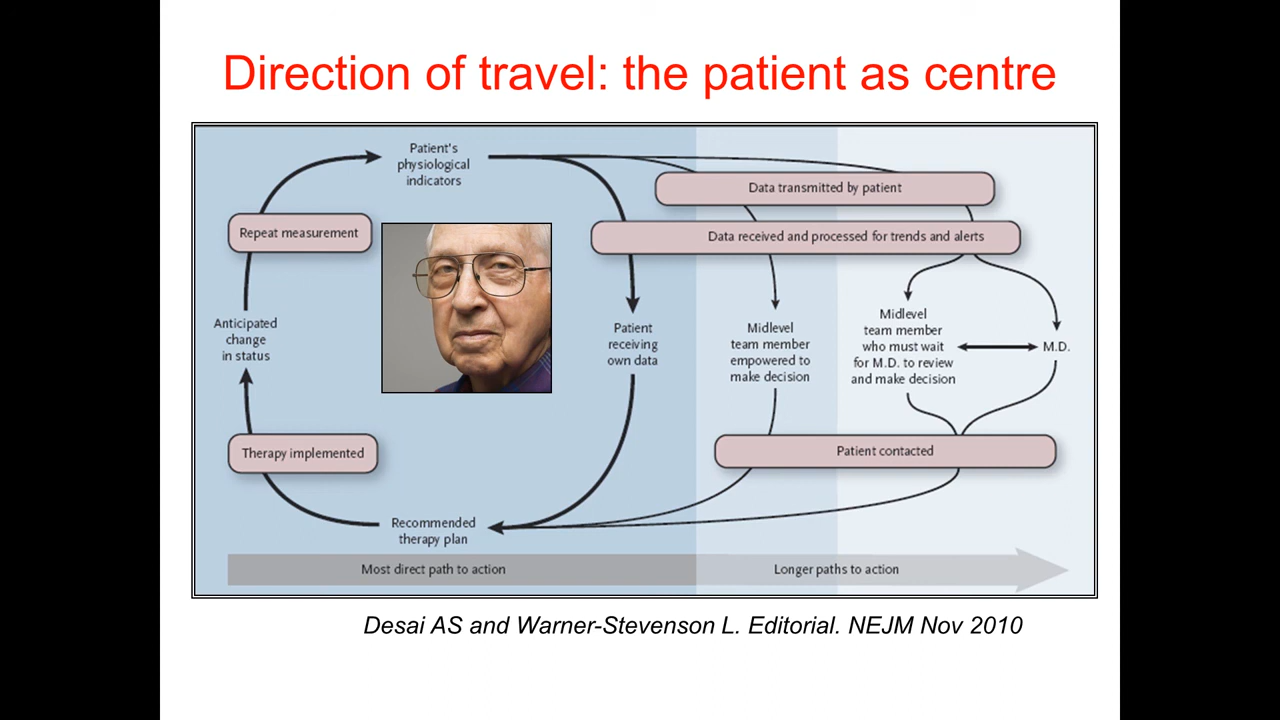 Direction of travel: the patient as centre
Patient's
physiological
indicators
Data transmitted by patient
Repeat measurement
Data received and processed for trends and alerts
Anticipated
change
in status
Patient
receiving
own data
Midlevel
team member
empowered to
make decision
Midlevel
team member
who must wait
for M.D. to review
and make decision
M.D.
Therapy implemented
Patient contacted
Recommended
therapy plan
Most direct path to action
Longer paths to action
Desai AS and Warner-Stevenson L. Editorial. NEJM Nov 2010